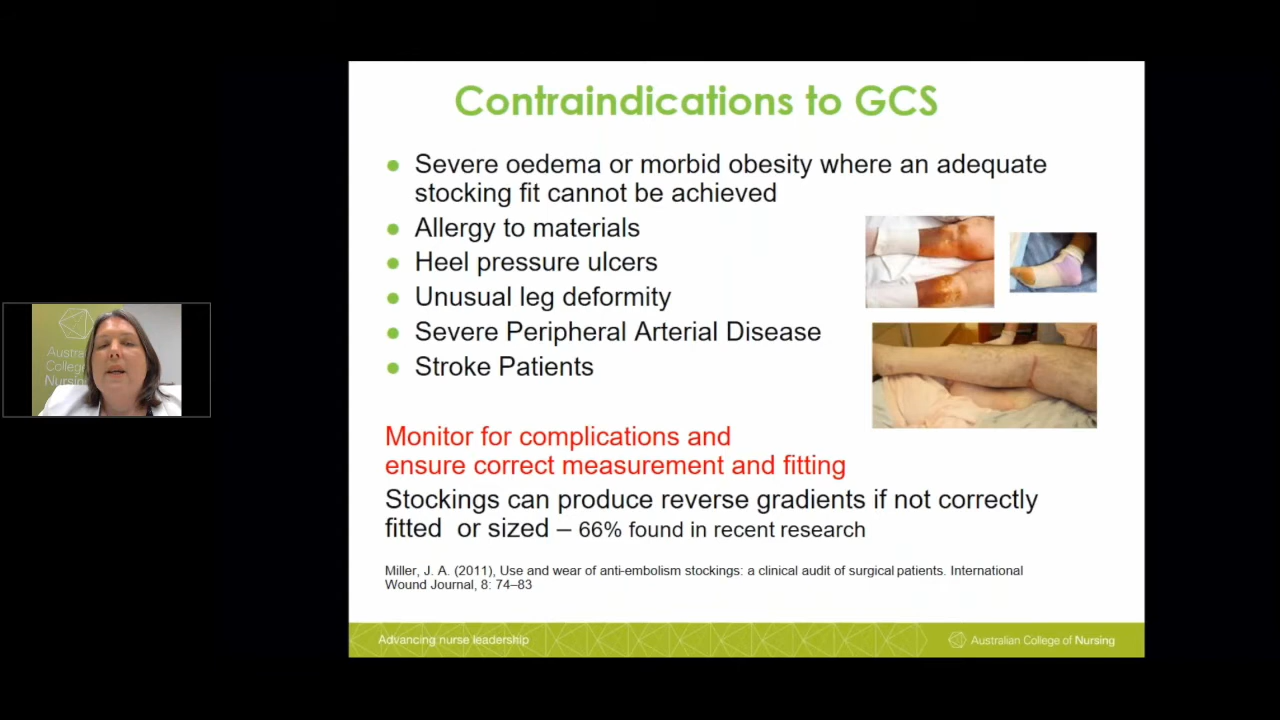 Contraindications to GCS
Severe oedema or morbid obesity where an adequate
stocking fit cannot be achieved
Allergy to materials
Heel pressure ulcers
Unusual leg deformity
Severe Peripheral Arterial Disease
Stroke Patients
Monitor for complications and
ensure correct measurement and fitting
Stockings can produce reverse gradients if not correctly
fitted or sized – 66% found in recent research
Miller, J. A. (2011), Use and wear of anti-embolism stockings: a clinical audit of surgical patients. International
Wound Journal, 8: 74–83
Advancing nurse leadership
Australian College of Nursing
Austra
College
Nursing